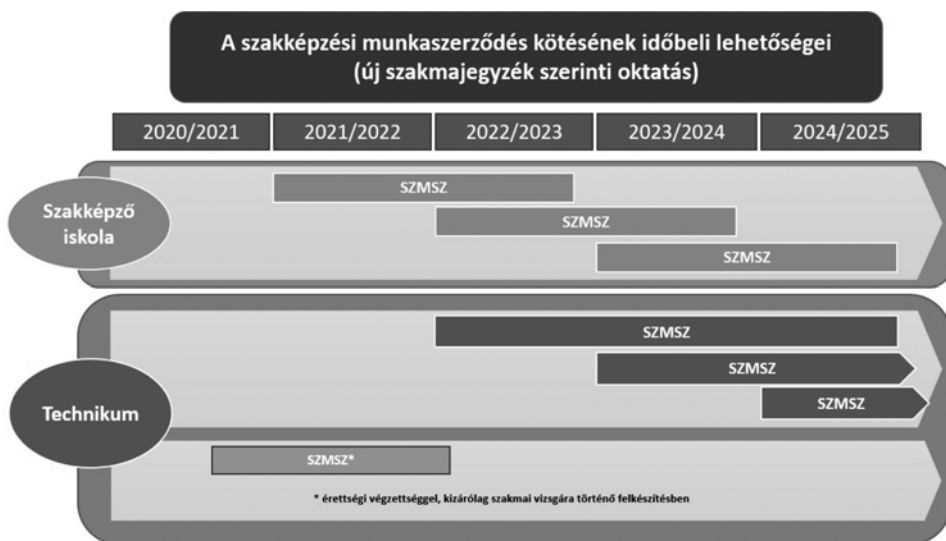 A szakképzési munkaszerződés kötésének időbeli lehetőségei
(új szakmajegyzék szerinti oktatás)
2020/2021 2021/2022 2022/2023 2023/2024 2024/2025
Szakképző
iskola
SZMSZ
SZMSZ
SZMSZ
Technikum
SZMSZ
SZMSZ
SZMSZ
SZMSZ*
* érettségi végzettséggel, kizárólag szakmai vizsgára történő felkészítésben